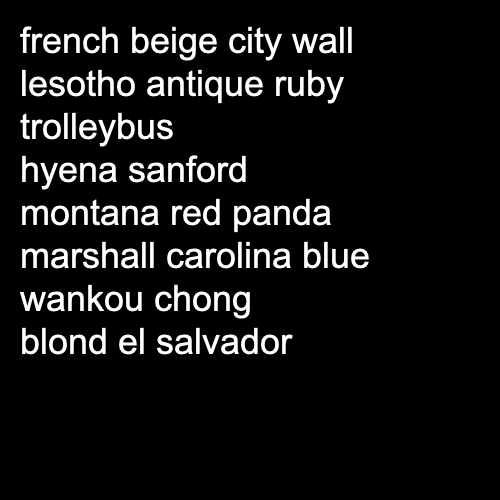 french beige city wall
lesotho antique ruby
trolleybus
hyena sanford
montana red panda
marshall carolina blue
wankou chong
blond el salvador